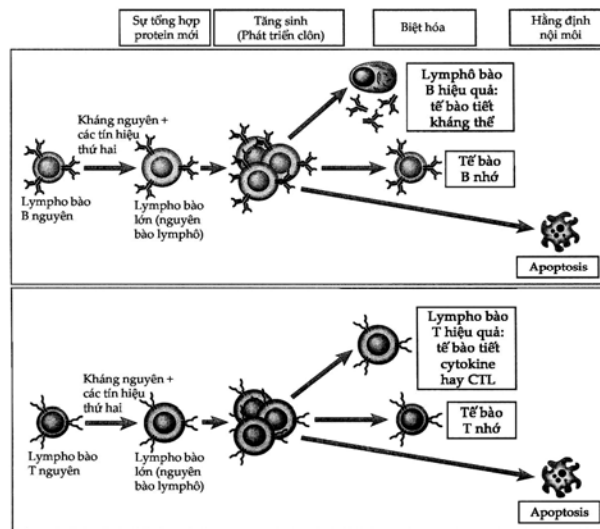 Sự tổng hợp
protein mới
Tăng sinh
(Phát triển clôn)
Biệt hóa
Hằng định
nội môi
Kháng nguyên +
các tín hiệu
thứ hai
Lympho bào
B nguyên
Lympho bào
lớn (nguyên
bào lymphô)
Lymphô bào
B hiệu quả:
tế bào tiết
kháng thể
Tế bào
B nhớ
Apoptosis
Kháng nguyên +
các tín hiệu
thứ hai
Lympho bào
T nguyên
Lympho bào
lớn (nguyên
bào lymphô)
Lympho bào
T hiệu quả:
tế bào tiết
cytokine
hay CTL
Tế bào
T nhớ
Apoptosis